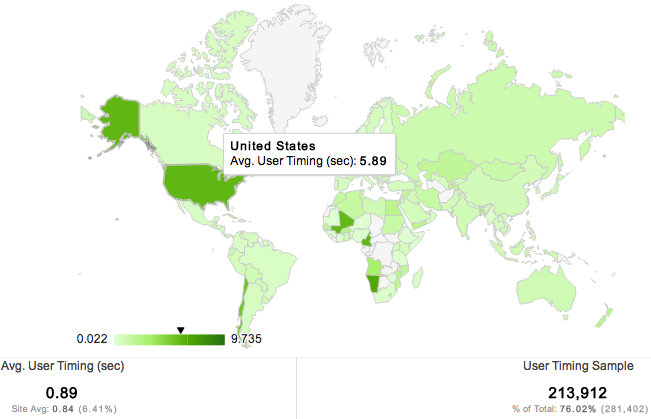 United States
Avg. User Timing (sec): 5.89
0.022
9.735
Avg. User Timing (sec)
0.89
Site Avg: 0.84 (6.41%)
User Timing Sample
213,912
% of Total: 76.02% (281,402)